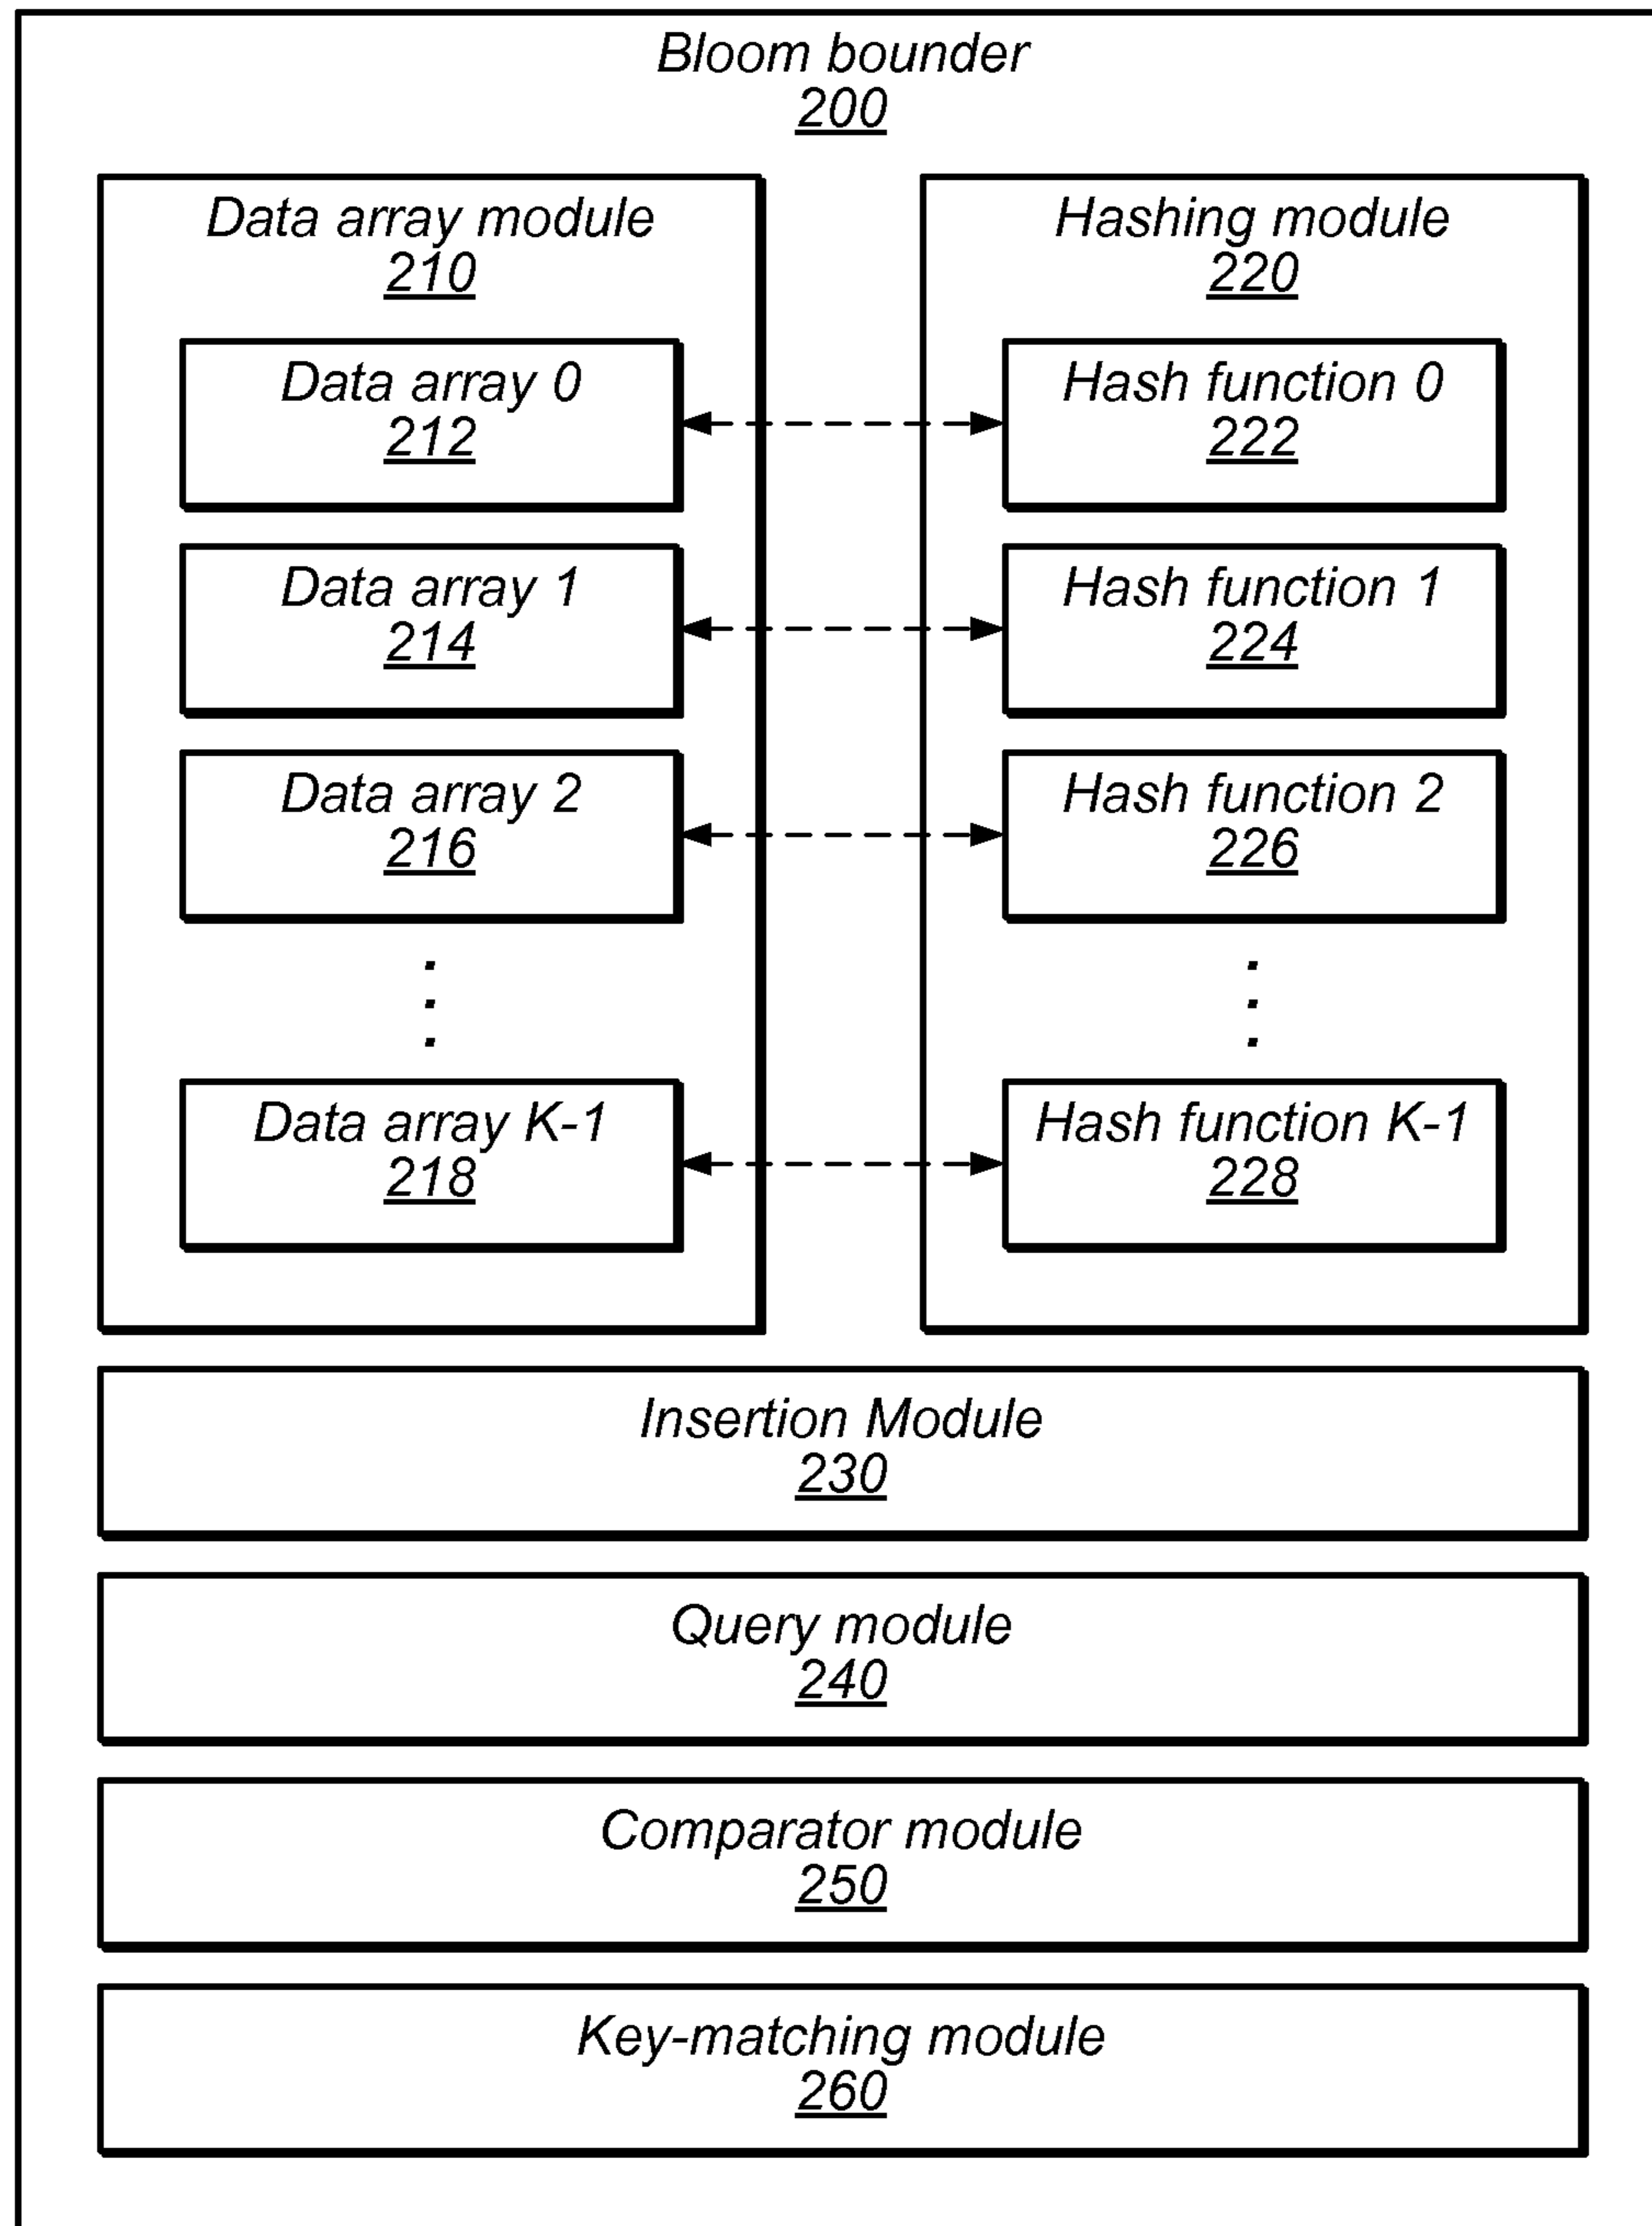 Bloom bounder
200
Data array module
210
Data array 0
212
Data array 1
214
Data array 2
216
Data array K-1
218
Hashing module
220
Hash function 0
222
Hash function 1
224
Hash function 2
226
Hash function K-1
228
Insertion Module
230
Query module
240
Comparator module
250
Key-matching module
260